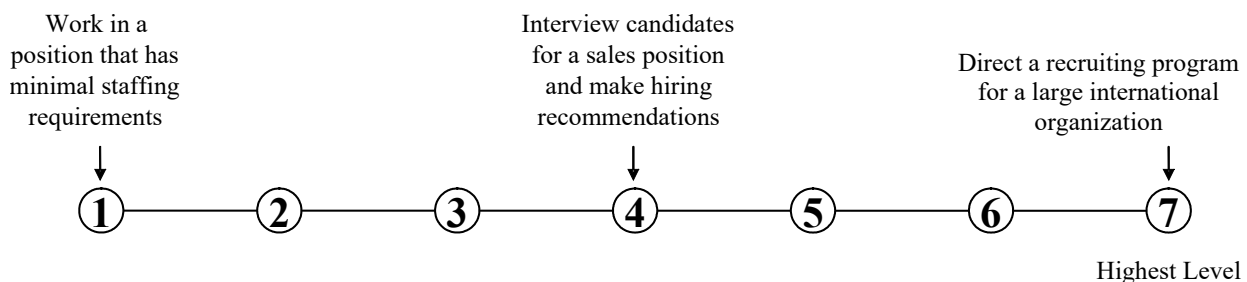 Work in a
position that has
minimal staffing
requirements
Interview candidates
for a sales position
and make hiring
recommendations
Direct a recruiting program
for a large international
organization
1
2
3
4
5
6
7
Highest Level